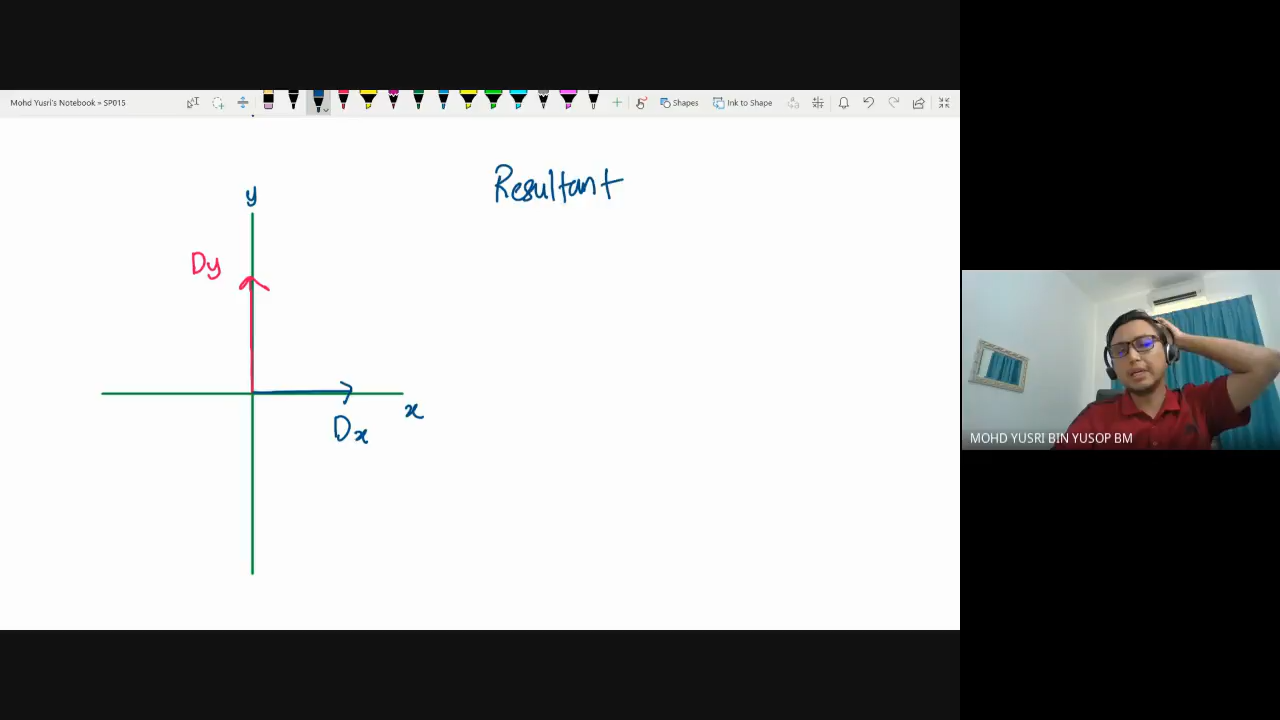 Mohd Yusri's Notebook » SP015
Shapes
Ink to Shape
Resultant
y
Dy
x
Dx
MOHD YUSRI BIN YUSOP BM